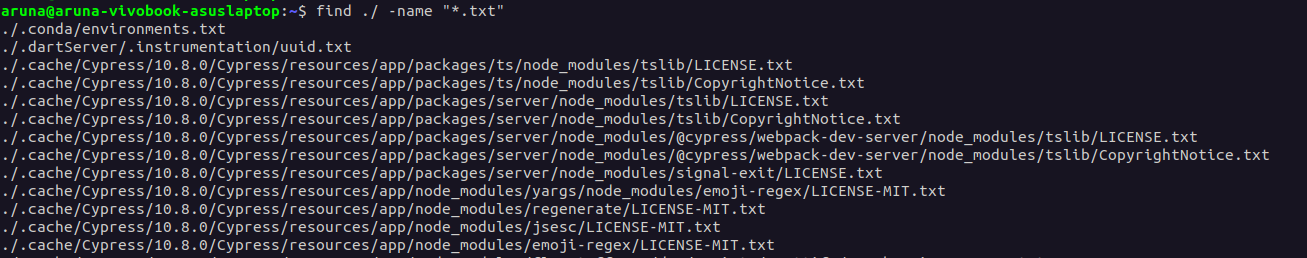 aruna@aruna-vivobook-asuslaptop:~$ find ./ -name "*.txt"
./.conda/environments.txt
./.dartServer/.instrumentation/uuid.txt
./.cache/Cypress/10.8.0/Cypress/resources/app/packages/ts/node_modules/tslib/LICENSE.txt
./.cache/Cypress/10.8.0/Cypress/resources/app/packages/ts/node_modules/tslib/CopyrightNotice.txt
./.cache/Cypress/10.8.0/Cypress/resources/app/packages/server/node_modules/tslib/LICENSE.txt
./.cache/Cypress/10.8.0/Cypress/resources/app/packages/server/node_modules/tslib/CopyrightNotice.txt
./.cache/Cypress/10.8.0/Cypress/resources/app/packages/server/node_modules/@cypress/webpack-dev-server/node_modules/tslib/LICENSE.txt
./.cache/Cypress/10.8.0/Cypress/resources/app/packages/server/node_modules/@cypress/webpack-dev-server/node_modules/tslib/CopyrightNotice.txt
./.cache/Cypress/10.8.0/Cypress/resources/app/packages/server/node_modules/signal-exit/LICENSE.txt
./.cache/Cypress/10.8.0/Cypress/resources/app/node_modules/yargs/node_modules/emoji-regex/LICENSE-MIT.txt
./.cache/Cypress/10.8.0/Cypress/resources/app/node_modules/regenerate/LICENSE-MIT.txt
./.cache/Cypress/10.8.0/Cypress/resources/app/node_modules/jsesc/LICENSE-MIT.txt
./.cache/Cypress/10.8.0/Cypress/resources/app/node_modules/emoji-regex/LICENSE-MIT.txt